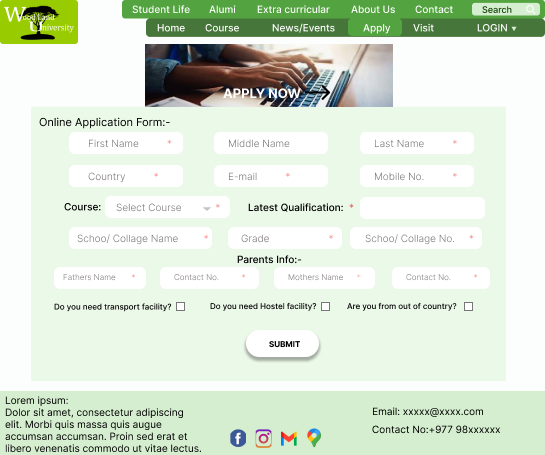 Student Life Alumi Extra curricular About Us Contact Search
Wood Land University
Home Course News/Events Apply Visit LOGIN ▾
APPLY NOW
Online Application Form:-
First Name * Middle Name Last Name *
Country * E-mail * Mobile No. *
Course: Select Course * Latest Qualification: *
Schoo/ Collage Name * Grade * Schoo/ Collage No. *
Parents Info:-
Fathers Name * Contact No. * Mothers Name * Contact No. *
Do you need transport facility? Do you need Hostel facility? Are you from out of country?
SUBMIT
Lorem ipsum:
Dolor sit amet, consectetur adipiscing
elit. Morbi quis massa quis augue
accumsan accumsan. Proin sed erat et
libero venenatis commodo ut vitae lectus.
Email: xxxxx@xxxx.com
Contact No:+977 98xxxxxx